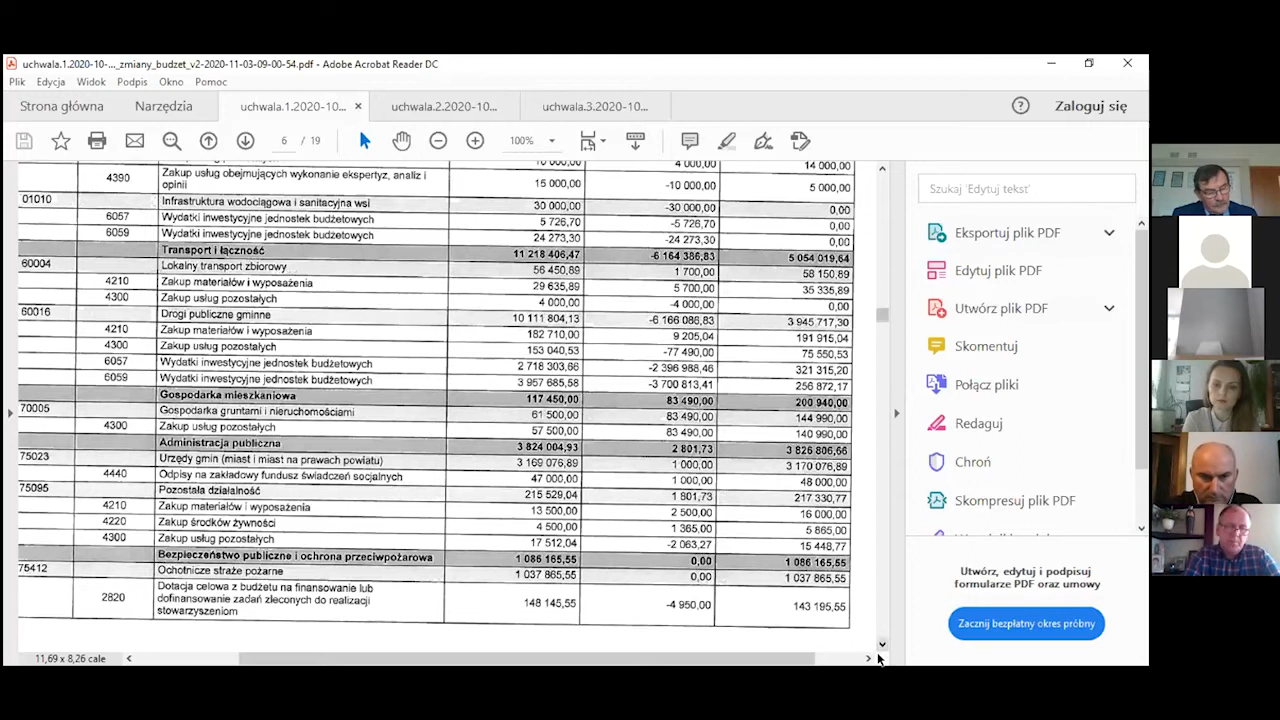 uchwala.1.2020-10-..._zmiany_budzet_v2-2020-11-03-09-00-54.pdf - Adobe Acrobat Reader DC
Plik Edycja Widok Podpis Okno Pomoc
Strona główna Narzędzia uchwala.1.2020-10... × uchwala.2.2020-10... uchwala.3.2020-10... ? Zaloguj się
6 / 19 100%
10 000,00 4 000,00 14 000,00
4390 Zakup usług obejmujących wykonanie ekspertyz, analiz i opinii 15 000,00 -10 000,00 5 000,00
01010 Infrastruktura wodociągowa i sanitacyjna wsi 30 000,00 -30 000,00 0,00
6057 Wydatki inwestycyjne jednostek budżetowych 5 726,70 -5 726,70 0,00
6059 Wydatki inwestycyjne jednostek budżetowych 24 273,30 -24 273,30 0,00
Transport i łączność 11 218 406,47 -6 164 386,83 5 054 019,64
60004 Lokalny transport zbiorowy 56 450,89 1 700,00 58 150,89
4210 Zakup materiałów i wyposażenia 29 635,89 5 700,00 35 335,89
4300 Zakup usług pozostałych 4 000,00 -4 000,00 0,00
60016 Drogi publiczne gminne 10 111 804,13 -6 166 086,83 3 945 717,30
4210 Zakup materiałów i wyposażenia 182 710,00 9 205,04 191 915,04
4300 Zakup usług pozostałych 153 040,53 -77 490,00 75 550,53
6057 Wydatki inwestycyjne jednostek budżetowych 2 718 303,66 -2 396 988,46 321 315,20
6059 Wydatki inwestycyjne jednostek budżetowych 3 957 685,58 -3 700 813,41 256 872,17
Gospodarka mieszkaniowa 117 450,00 83 490,00 200 940,00
70005 Gospodarka gruntami i nieruchomościami 61 500,00 83 490,00 144 990,00
4300 Zakup usług pozostałych 57 500,00 83 490,00 140 990,00
Administracja publiczna 3 824 004,93 2 801,73 3 826 806,66
75023 Urzędy gmin (miast i miast na prawach powiatu) 3 169 076,89 1 000,00 3 170 076,89
4440 Odpisy na zakładowy fundusz świadczeń socjalnych 47 000,00 1 000,00 48 000,00
75095 Pozostała działalność 215 529,04 1 801,73 217 330,77
4210 Zakup materiałów i wyposażenia 13 500,00 2 500,00 16 000,00
4220 Zakup środków żywności 4 500,00 1 365,00 5 865,00
4300 Zakup usług pozostałych 17 512,04 -2 063,27 15 448,77
Bezpieczeństwo publiczne i ochrona przeciwpożarowa 1 086 165,55 0,00 1 086 165,55
75412 Ochotnicze straże pożarne 1 037 865,55 0,00 1 037 865,55
2820 Dotacja celowa z budżetu na finansowanie lub dofinansowanie zadań zleconych do realizacji stowarzyszeniom 148 145,55 -4 950,00 143 195,55
11,69 x 8,26 cale
Szukaj 'Edytuj tekst'
Eksportuj plik PDF
Edytuj plik PDF
Utwórz plik PDF
Skomentuj
Połącz pliki
Redaguj
Chroń
Skompresuj plik PDF
Utwórz, edytuj i podpisuj
formularze PDF oraz umowy
Zacznij bezpłatny okres próbny